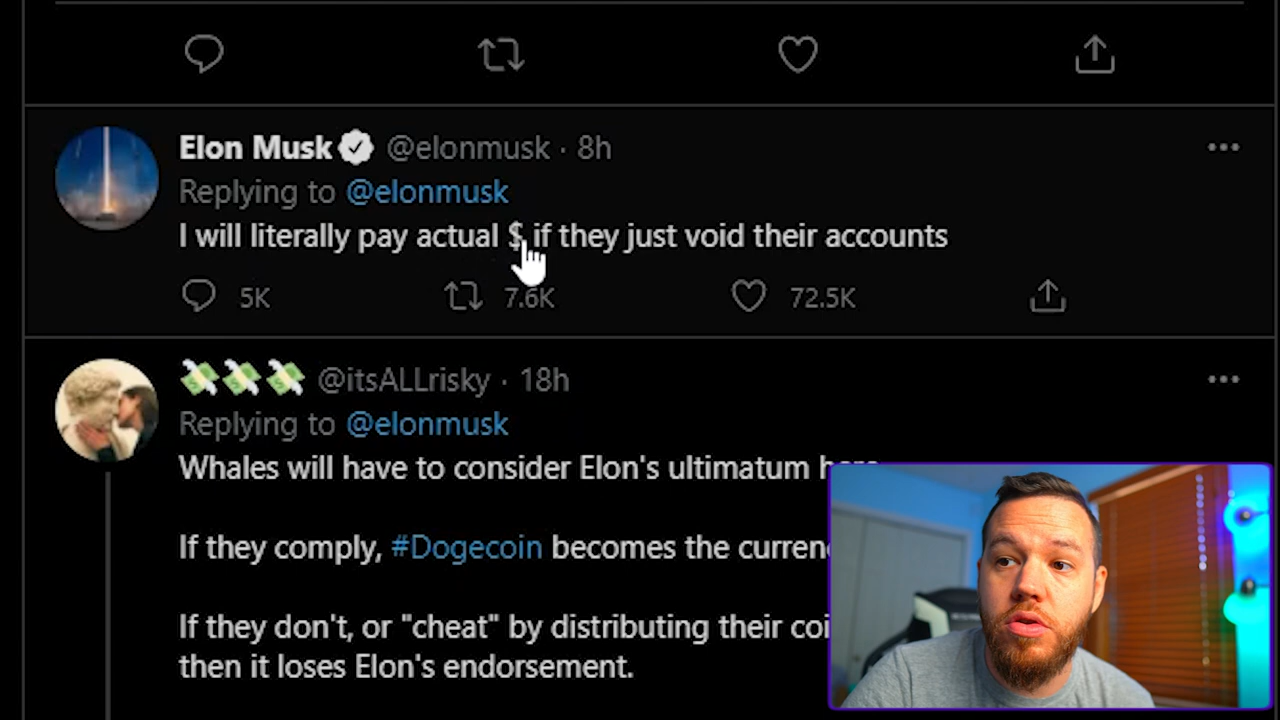 Elon Musk @elonmusk · 8h
Replying to @elonmusk
I will literally pay actual $ if they just void their accounts
5K 7.6K 72.5K
💸💸💸 @itsALLrisky · 18h
Replying to @elonmusk
Whales will have to consider Elon's ultimatum
If they comply, #Dogecoin becomes the
If they don't, or "cheat" by distributing their
then it loses Elon's endorsement.